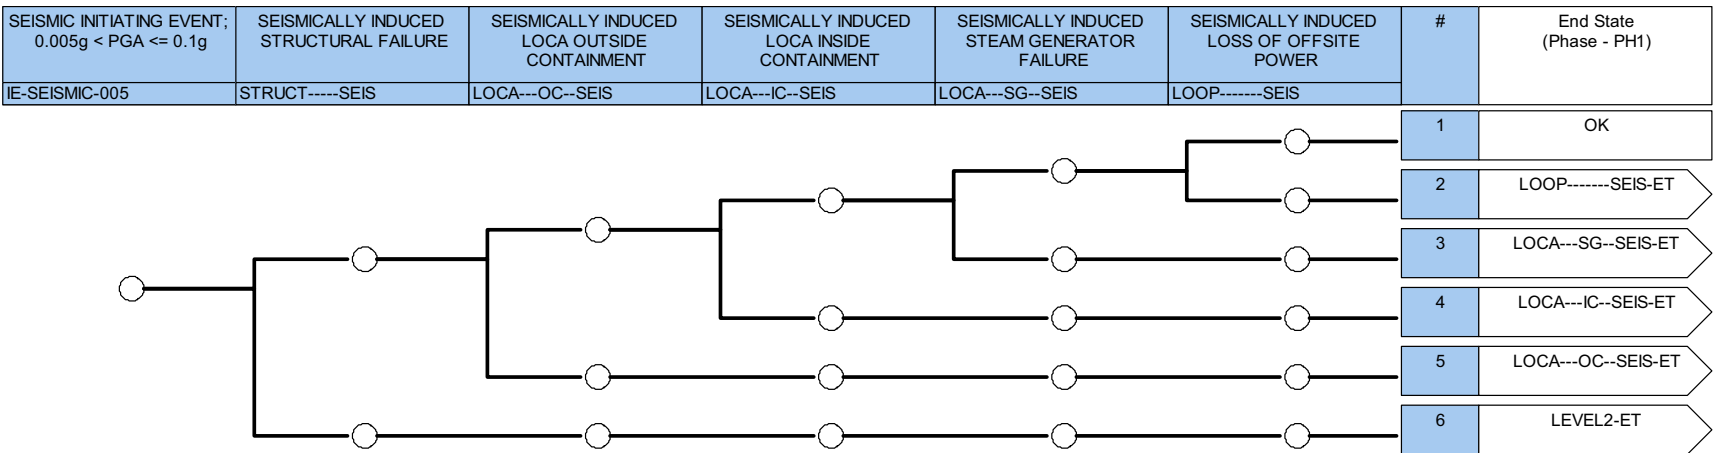 SEISMIC INITIATING EVENT;
0.005g < PGA <= 0.1g
SEISMICALLY INDUCED
STRUCTURAL FAILURE
SEISMICALLY INDUCED
LOCA OUTSIDE
CONTAINMENT
SEISMICALLY INDUCED
LOCA INSIDE
CONTAINMENT
SEISMICALLY INDUCED
STEAM GENERATOR
FAILURE
SEISMICALLY INDUCED
LOSS OF OFFSITE
POWER
#
End State
(Phase - PH1)
IE-SEISMIC-005
STRUCT-----SEIS
LOCA---OC--SEIS
LOCA---IC--SEIS
LOCA---SG--SEIS
LOOP-------SEIS
1
OK
2
LOOP-------SEIS-ET
3
LOCA---SG--SEIS-ET
4
LOCA---IC--SEIS-ET
5
LOCA---OC--SEIS-ET
6
LEVEL2-ET